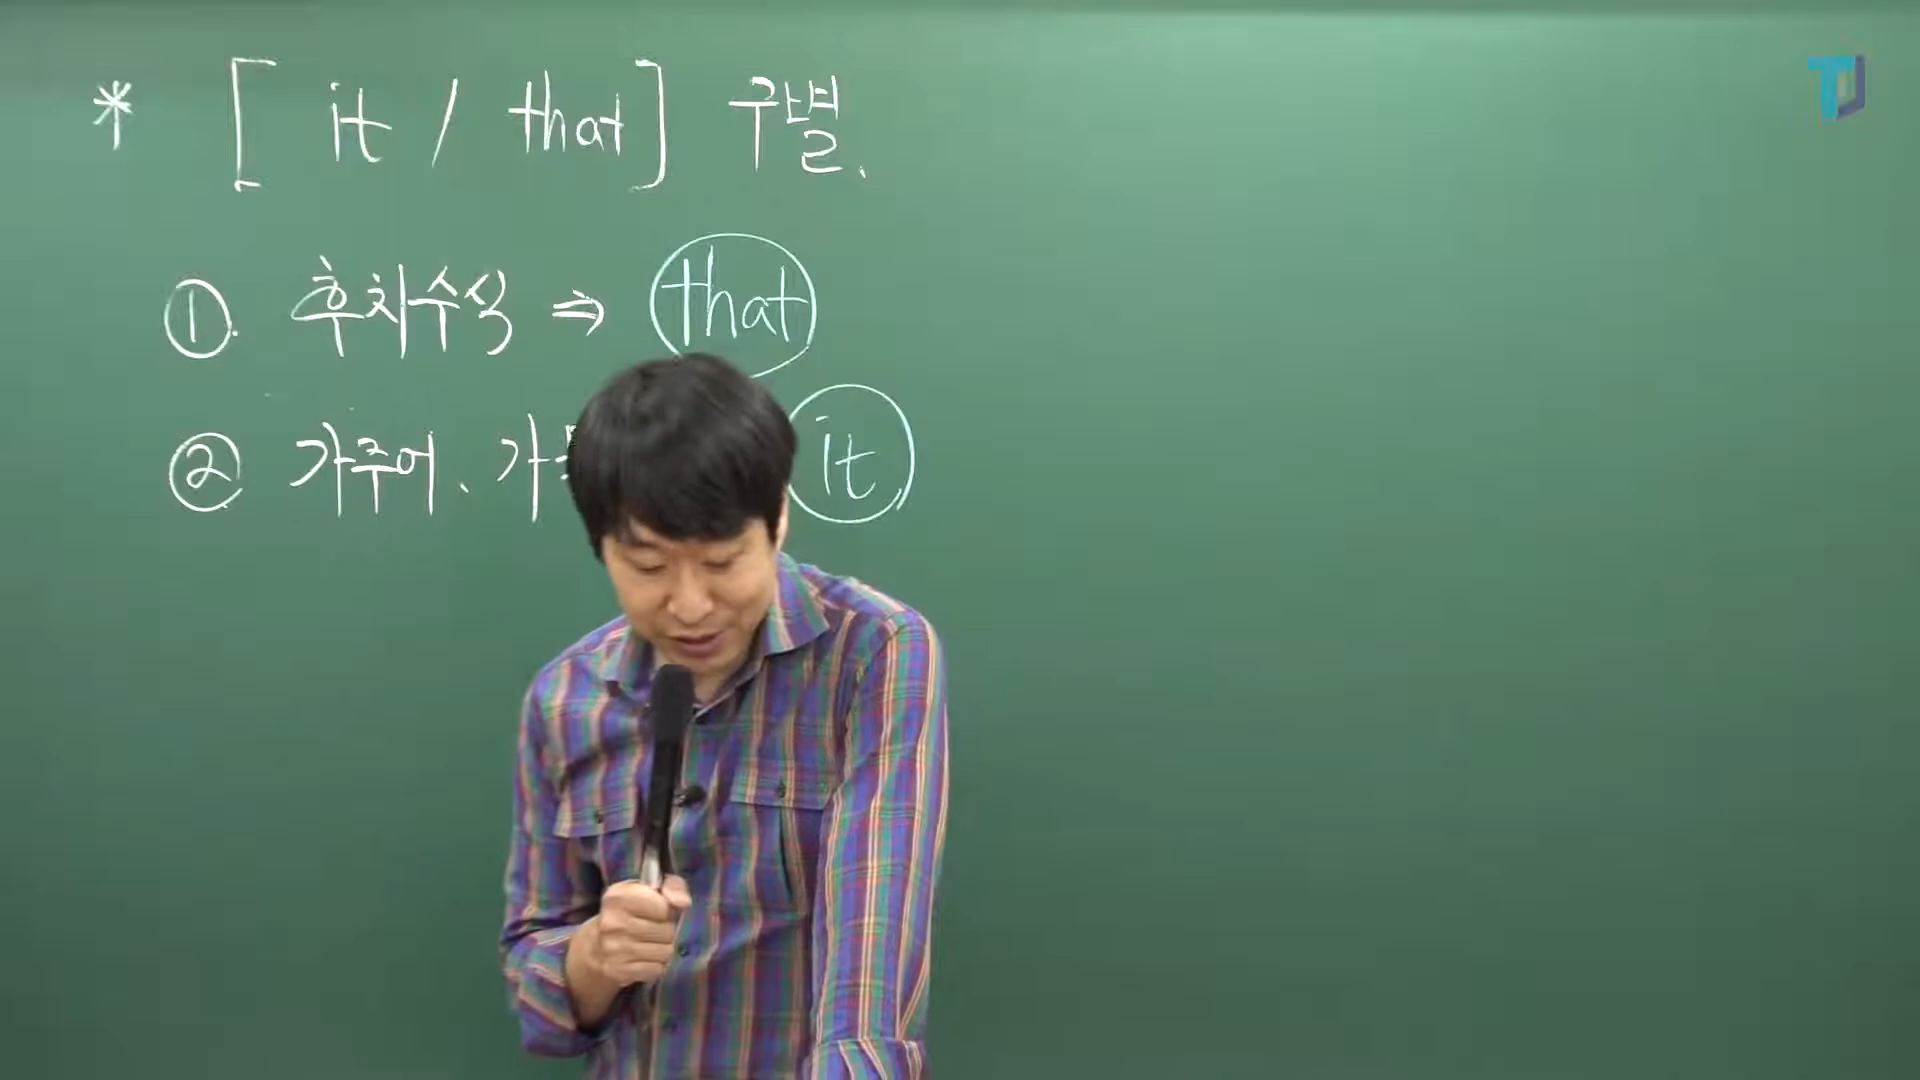 * [ it / that ] 구별.
①. 후치수식 ⇒ that
② 가주어、가 it